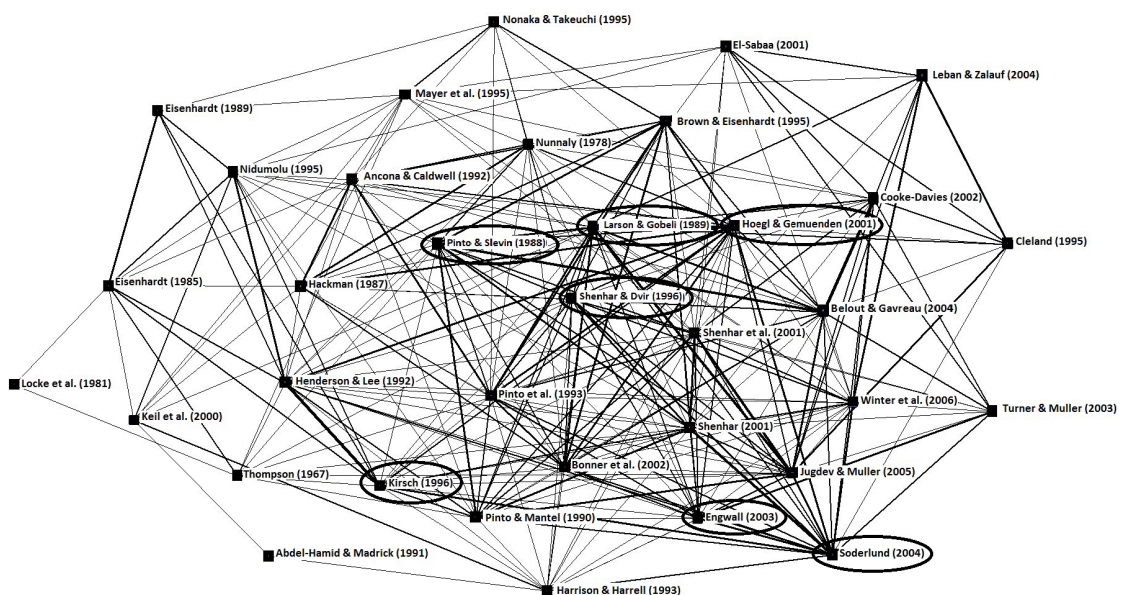 Nonaka & Takeuchi (1995)
El-Sabaa (2001)
Leban & Zalauf (2004)
Mayer et al. (1995)
Eisenhardt (1989)
Brown & Eisenhardt (1995)
Nunnaly (1978)
Nidumolu (1995)
Ancona & Caldwell (1992)
Cooke-Davies (2002)
Larson & Gobeli (1989)
Hoegl & Gemuenden (2001)
Pinto & Slevin (1988)
Cleland (1995)
Eisenhardt (1985)
Hackman (1987)
Shenhar & Dvir (1996)
Belout & Gavreau (2004)
Shenhar et al. (2001)
Locke et al. (1981)
Henderson & Lee (1992)
Pinto et al. (1993)
Winter et al. (2006)
Turner & Muller (2003)
Keil et al. (2000)
Shenhar (2001)
Bonner et al. (2002)
Jugdev & Muller (2005)
Thompson (1967)
Kirsch (1996)
Pinto & Mantel (1990)
Engwall (2003)
Abdel-Hamid & Madrick (1991)
Soderlund (2004)
Harrison & Harrell (1993)